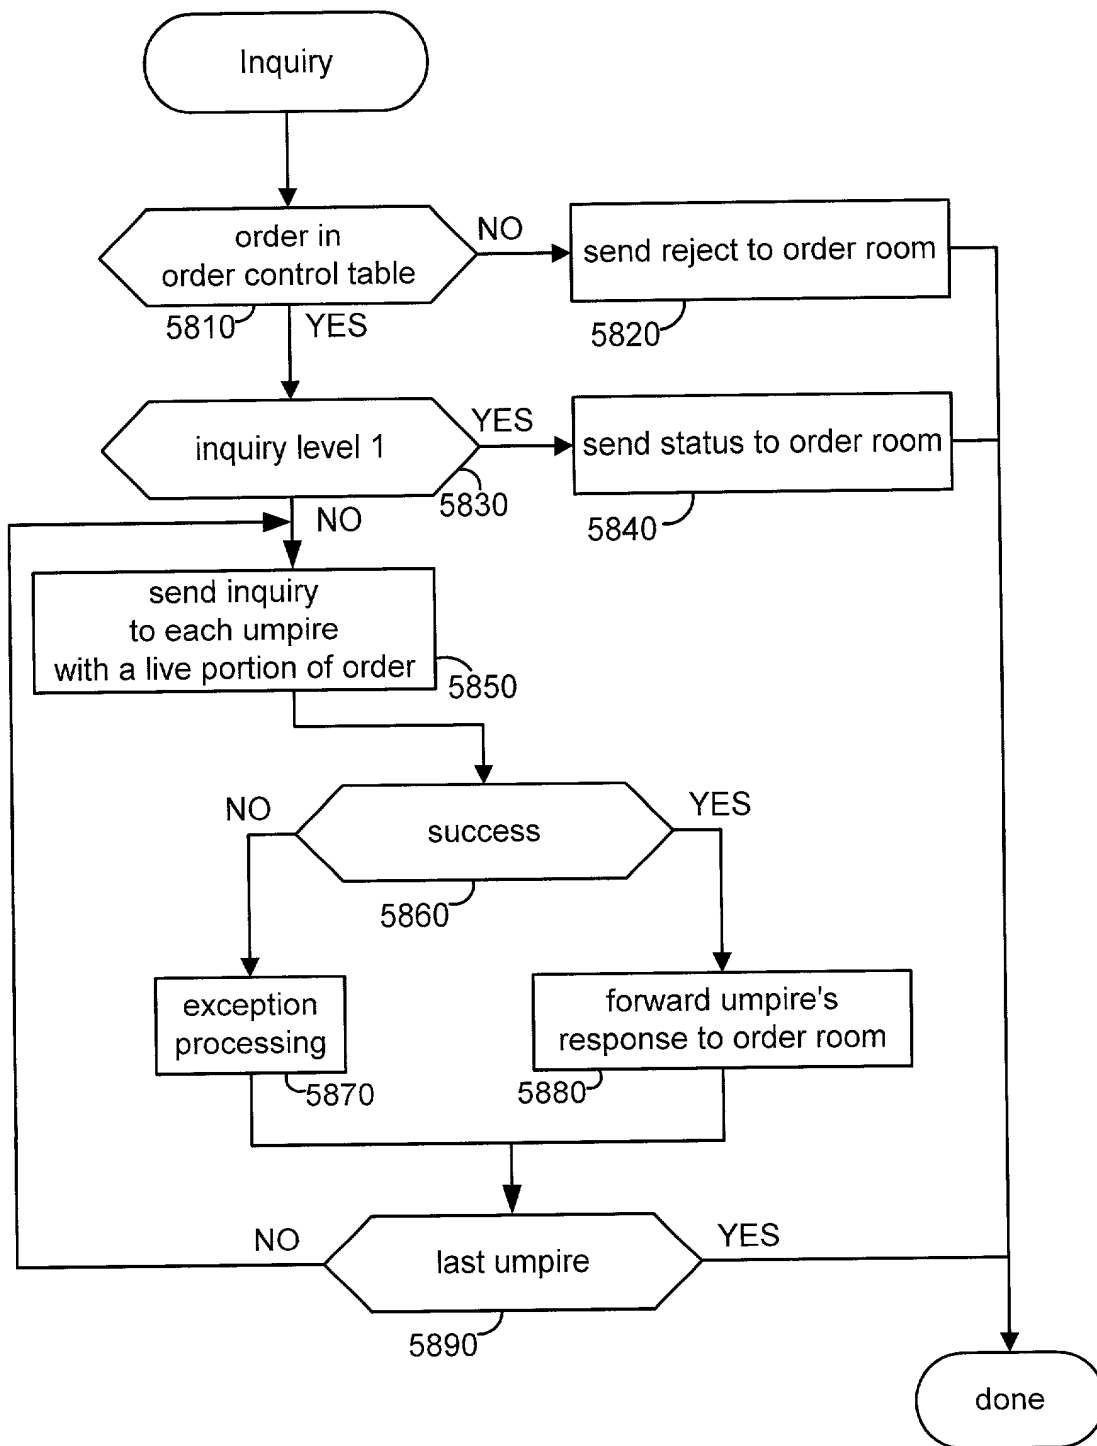 Inquiry
order in
order control table
NO
send reject to order room
5810
YES
5820
inquiry level 1
YES
send status to order room
5830
5840
NO
send inquiry
to each umpire
with a live portion of order
5850
NO
YES
success
5860
exception
processing
5870
forward umpire's
response to order room
5880
NO
last umpire
YES
5890
done